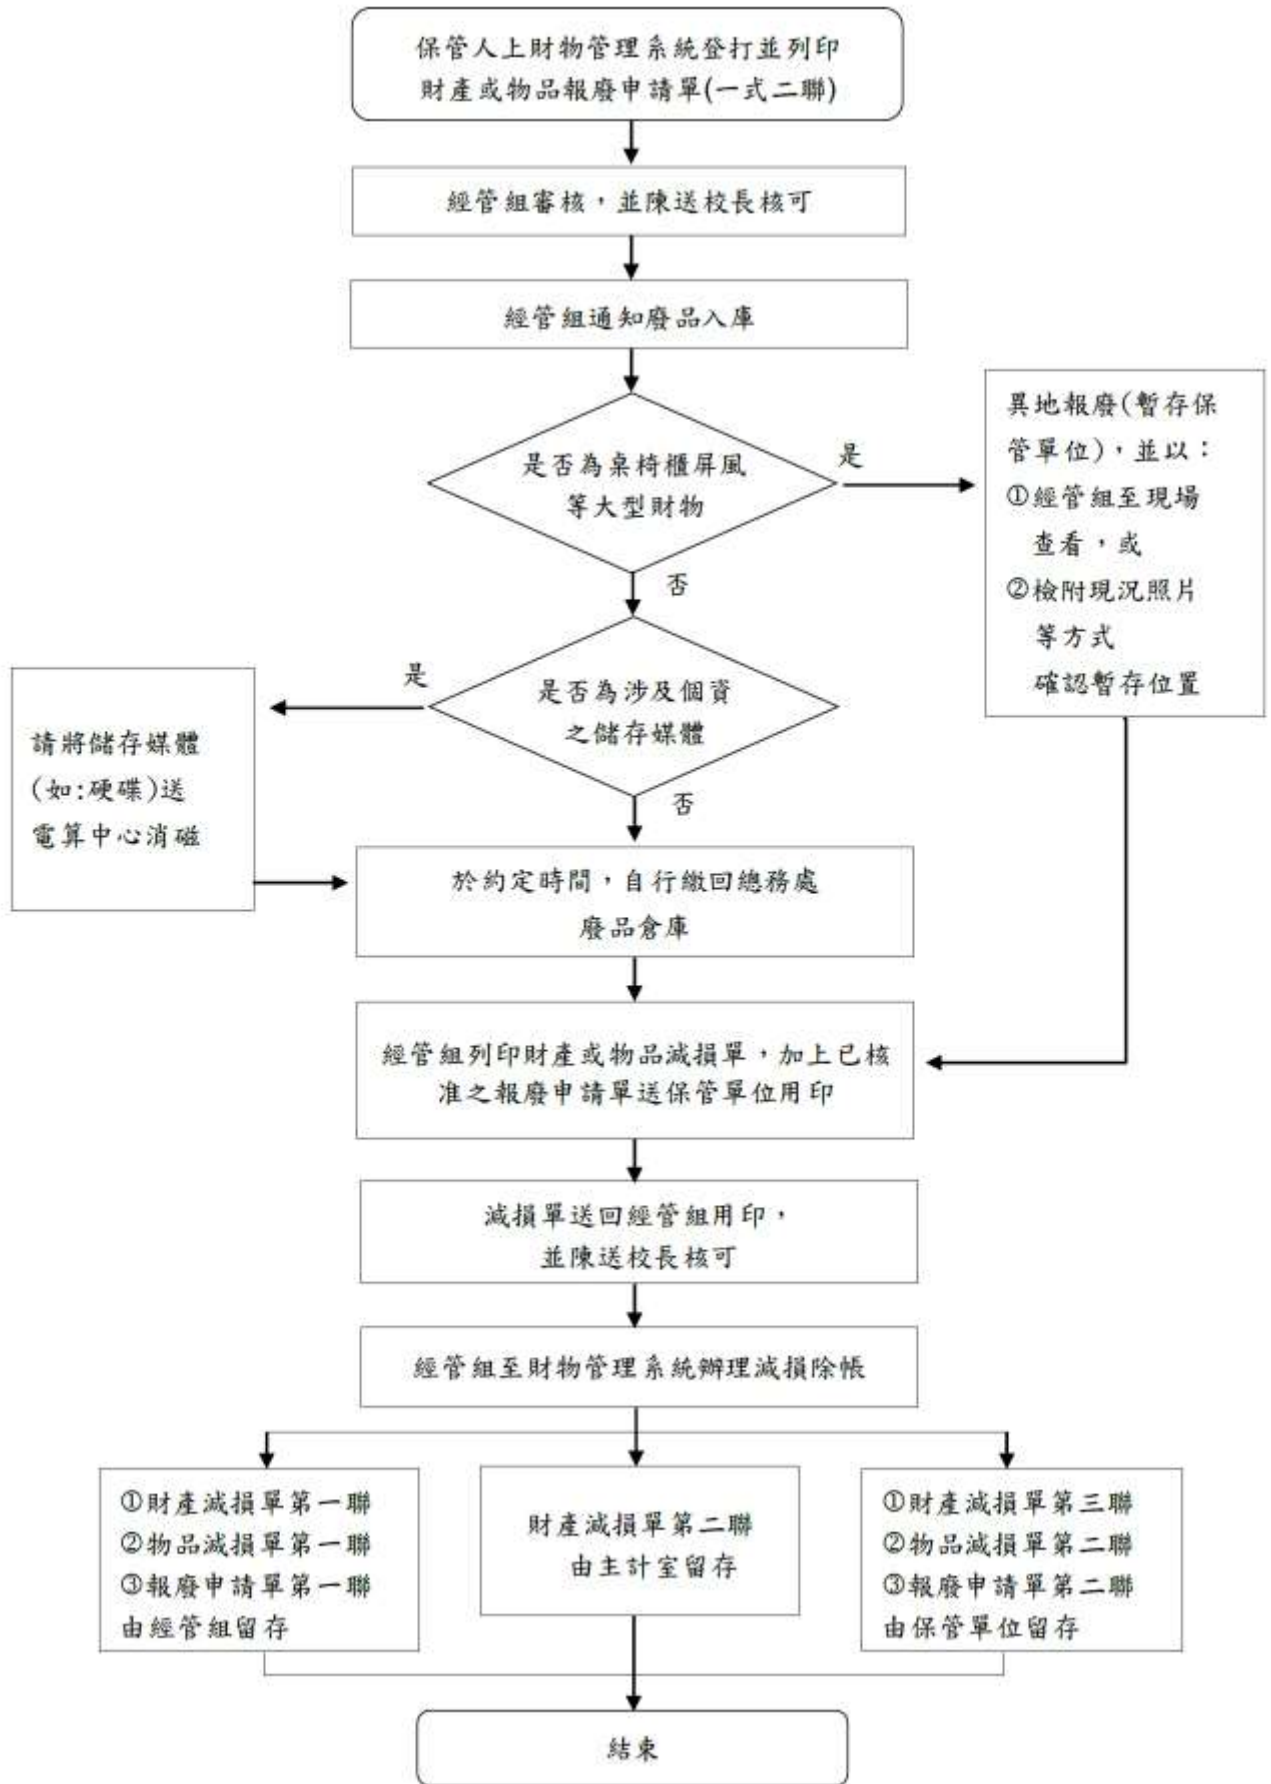 保管人上財物管理系統登打並列印
財產或物品報廢申請單(一式二聯)
經管組審核，並陳送校長核可
經管組通知廢品入庫
是否為桌椅櫃屏風
等大型財物
是
異地報廢(暫存保
管單位)，並以：
①經管組至現場
查看，或
②檢附現況照片
等方式
確認暫存位置
否
是否為涉及個資
之儲存媒體
是
請將儲存媒體
(如:硬碟)送
電算中心消磁
否
於約定時間，自行繳回總務處
廢品倉庫
經管組列印財產或物品減損單，加上已核
准之報廢申請單送保管單位用印
減損單送回經管組用印，
並陳送校長核可
經管組至財物管理系統辦理減損除帳
①財產減損單第一聯
②物品減損單第一聯
③報廢申請單第一聯
由經管組留存
財產減損單第二聯
由主計室留存
①財產減損單第三聯
②物品減損單第二聯
③報廢申請單第二聯
由保管單位留存
結束